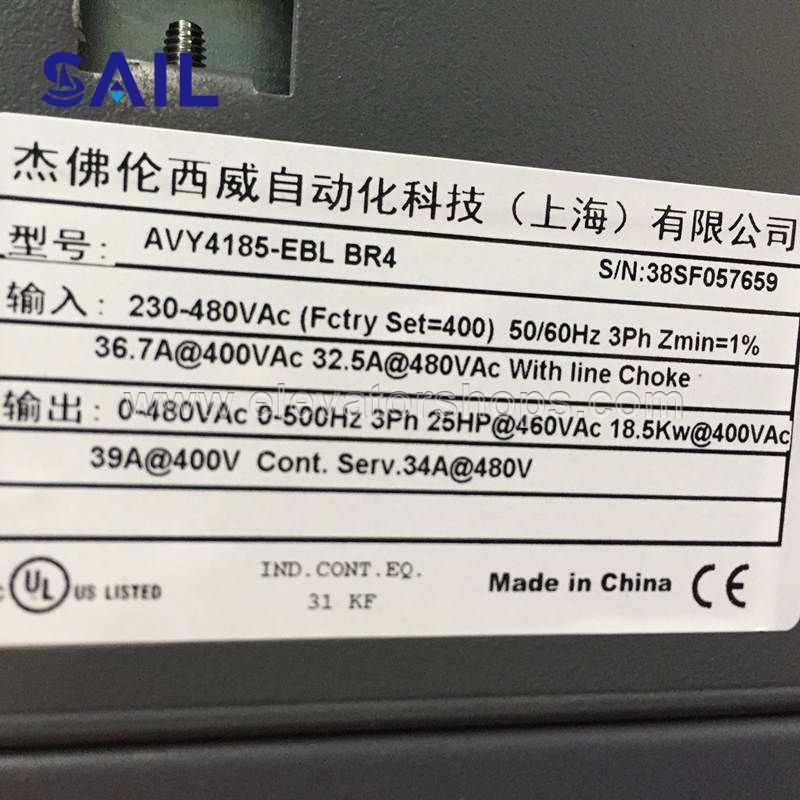 SAIL
杰佛伦西威自动化科技（上海）有限公司
型号: AVY4185-EBL BR4 S/N:38SF057659
输入: 230-480VAc (Fctry Set=400) 50/60Hz 3Ph Zmin=1%
36.7A@400VAc 32.5A@480VAc With line Choke
www.elevatorshops.com
输出: 0-480VAc 0-500Hz 3Ph 25HP@460VAc 18.5Kw@400VAc
39A@400V Cont. Serv.34A@480V
C UL US LISTED IND.CONT.EQ. Made in China CE
31 KF